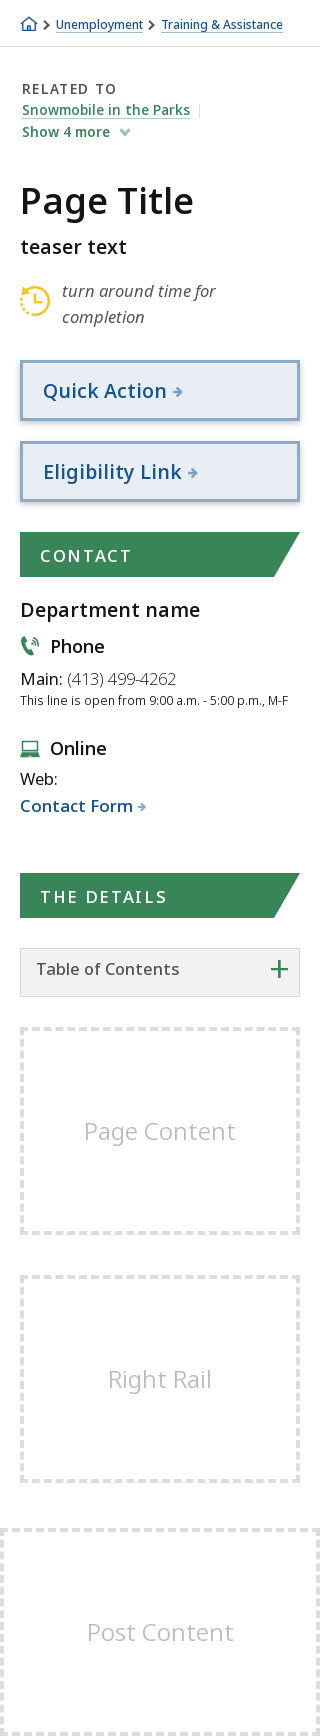 Unemployment Training & Assistance
RELATED TO
Snowmobile in the Parks
Show 4 more
Page Title
teaser text
turn around time for
completion
Quick Action
Eligibility Link
CONTACT
Department name
Phone
Main: (413) 499-4262
This line is open from 9:00 a.m. - 5:00 p.m., M-F
Online
Web:
Contact Form
THE DETAILS
Table of Contents
Page Content
Right Rail
Post Content